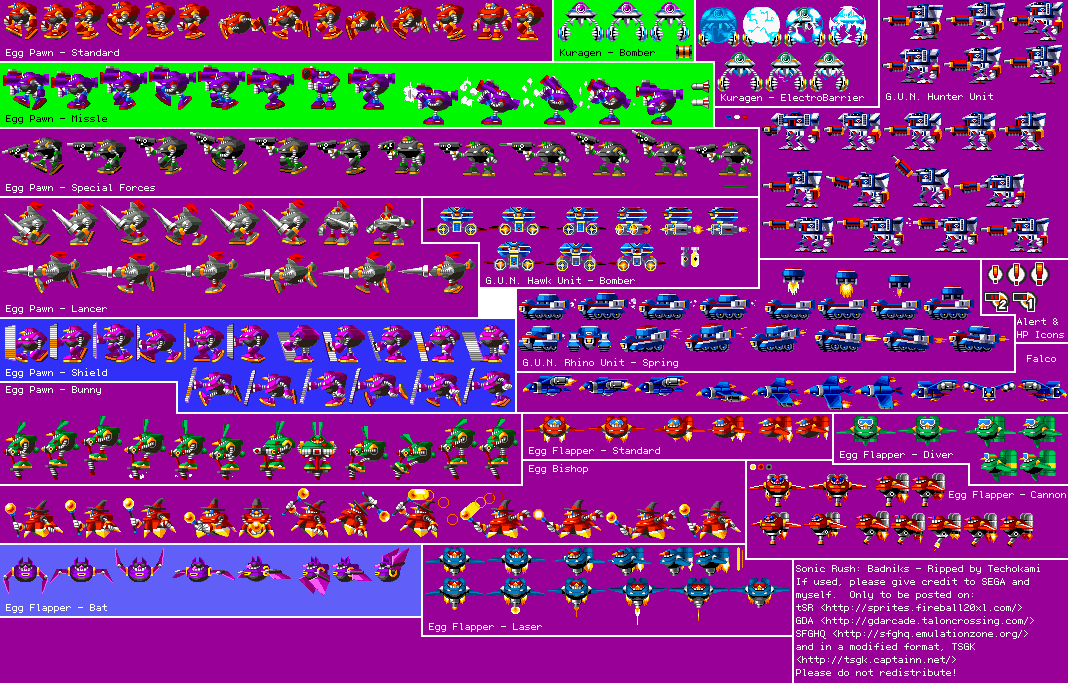 Egg Pawn - Standard
Kuragen - Bomber
Kuragen - ElectroBarrier
G.U.N. Hunter Unit
Egg Pawn - Missle
Egg Pawn - Special Forces
G.U.N. Hawk Unit - Bomber
Egg Pawn - Lancer
2
1
Alert &
HP Icons
Falco
G.U.N. Rhino Unit - Spring
Egg Pawn - Shield
Egg Pawn - Bunny
Egg Flapper - Standard
Egg Flapper - Diver
Egg Bishop
Egg Flapper - Cannon
Egg Flapper - Bat
Egg Flapper - Laser
Sonic Rush: Badniks - Ripped by Techokami
If used, please give credit to SEGA and
myself.  Only to be posted on:
tSR <http://sprites.fireball20xl.com/>
GDA <http://gdarcade.taloncrossing.com/>
SFGHQ <http://sfghq.emulationzone.org/>
and in a modified format, TSGK
<http://tsgk.captainn.net/>
Please do not redistribute!